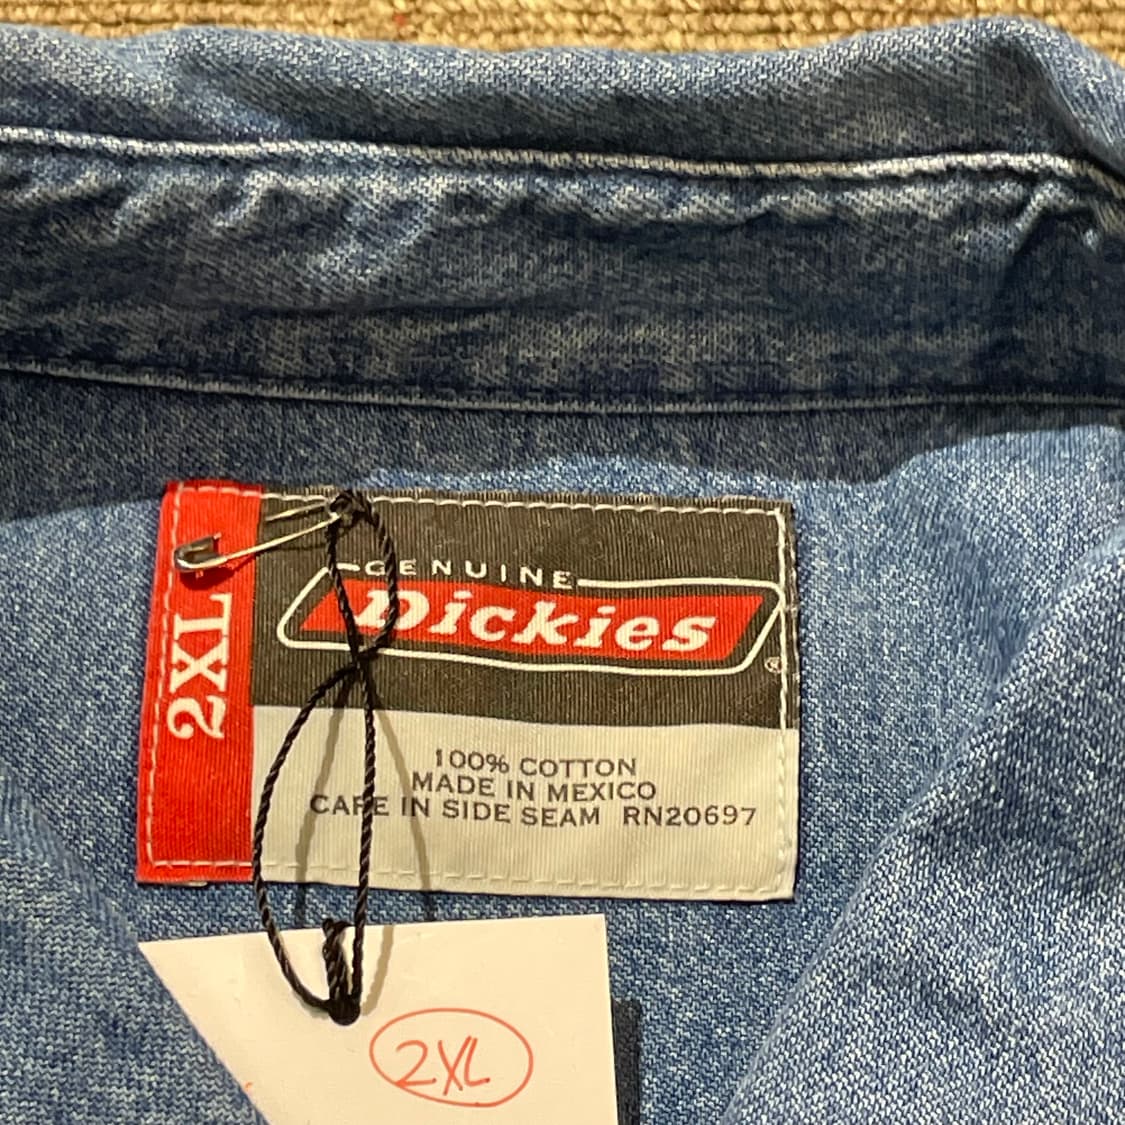 2XL
GENUINE
Dickies
®
100% COTTON
MADE IN MEXICO
CARE IN SIDE SEAM RN20697
2XL